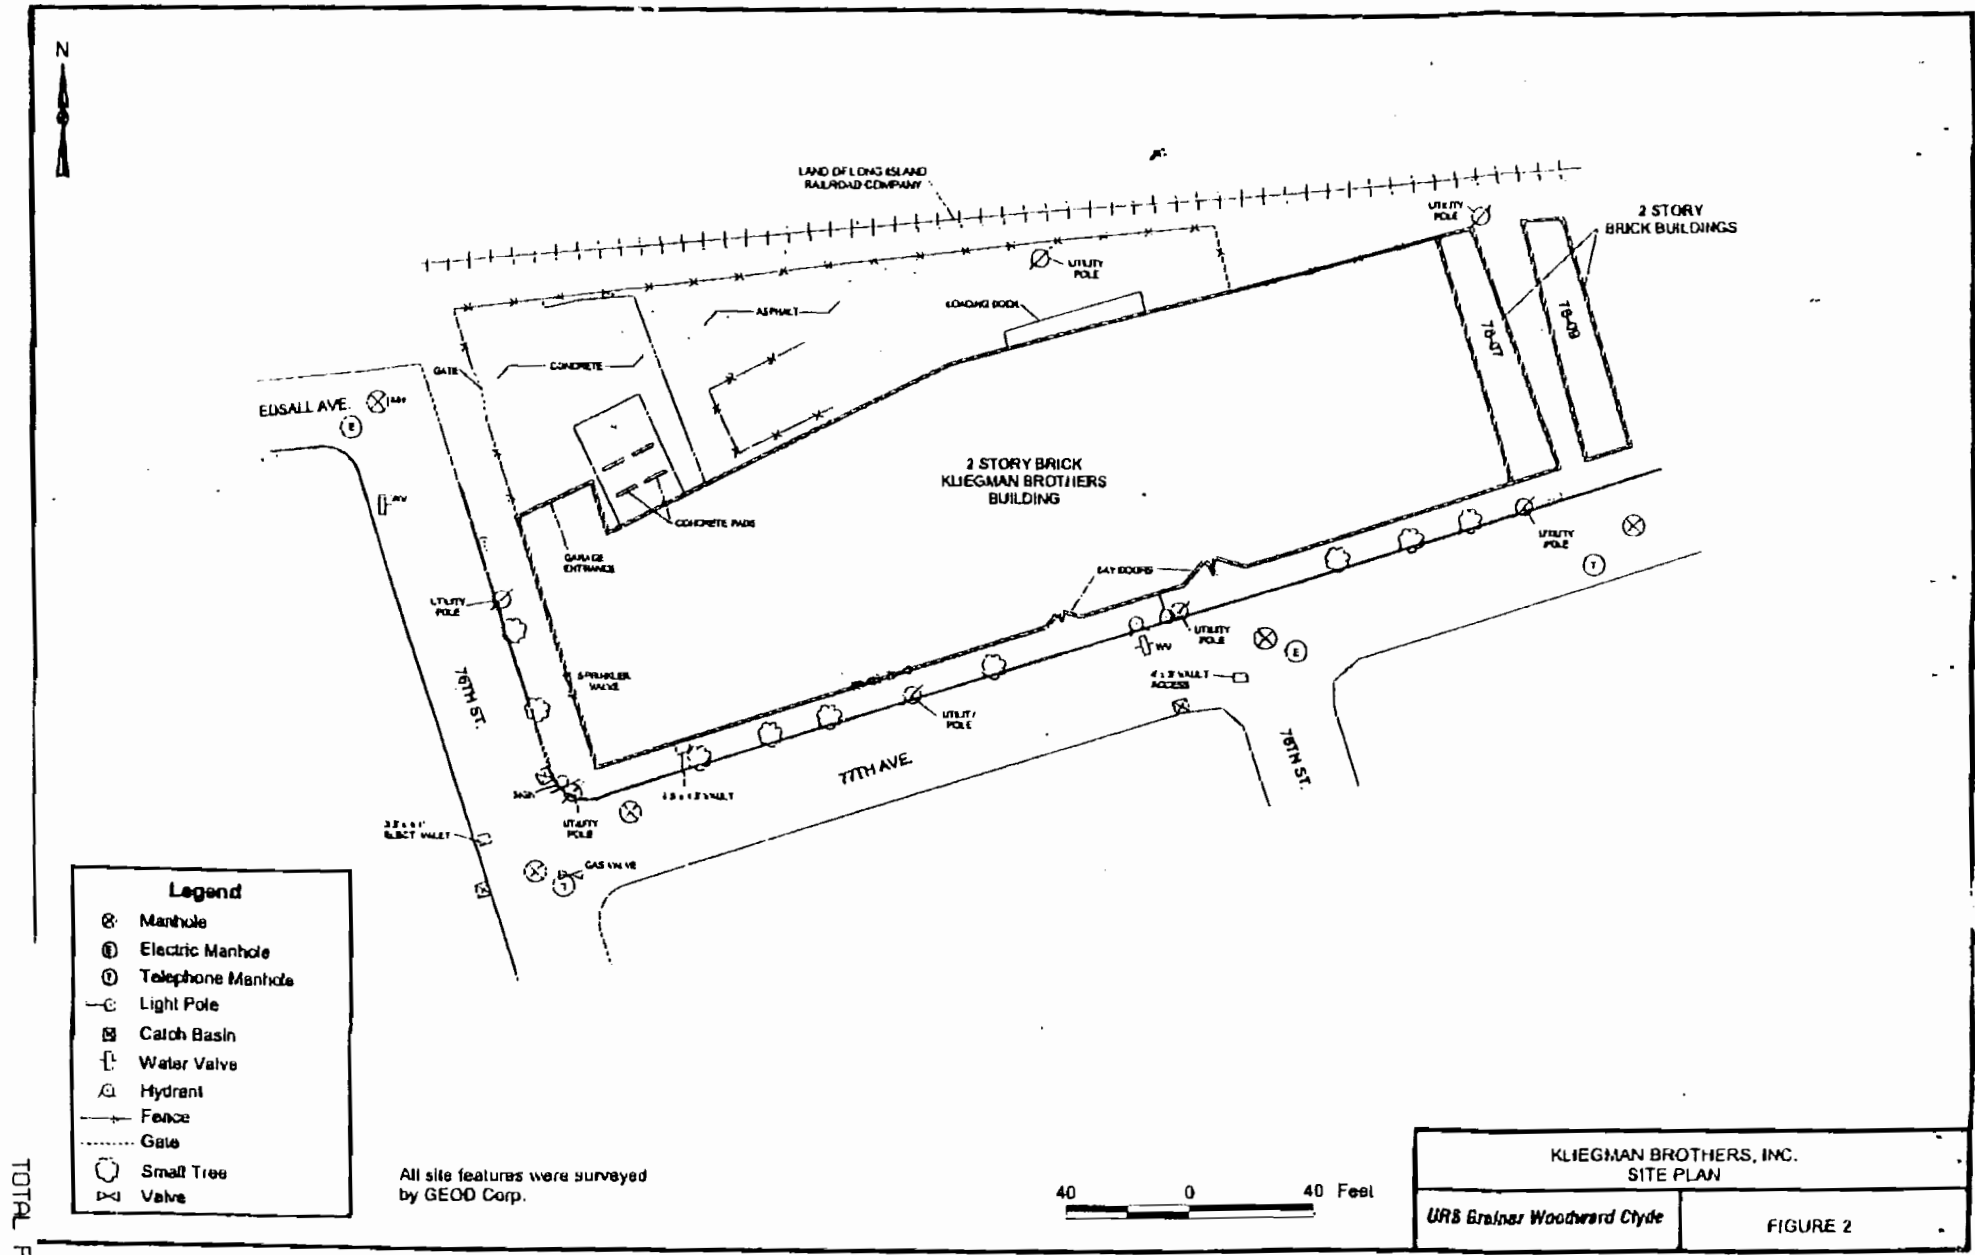 N
LAND OF LONG ISLAND
RAILROAD COMPANY
UTILITY
POLE
2 STORY
BRICK BUILDINGS
UTILITY
POLE
LOADING DOCK
ASPHALT
78-07
78-09
GATE
CONCRETE
EDSALL AVE.
E
2 STORY BRICK
KLIEGMAN BROTHERS
BUILDING
CONCRETE PADS
GARAGE
ENTRANCE
UTILITY
POLE
T
BAY DOORS
UTILITY
POLE
UTILITY
POLE
WV
E
SPRINKLER
VALVE
76TH ST.
VAULT
ACCESS
UTILITY
POLE
77TH AVE.
78TH ST.
SIGN
VAULT
UTILITY
POLE
GAS VALVE
T
Legend
Manhole
E Electric Manhole
T Telephone Manhole
Light Pole
Catch Basin
Water Valve
Hydrant
Fence
Gate
Small Tree
Valve
All site features were surveyed
by GEOD Corp.
40 0 40 Feet
KLIEGMAN BROTHERS, INC.
SITE PLAN
URS Greiner Woodward Clyde
FIGURE 2
TOTAL